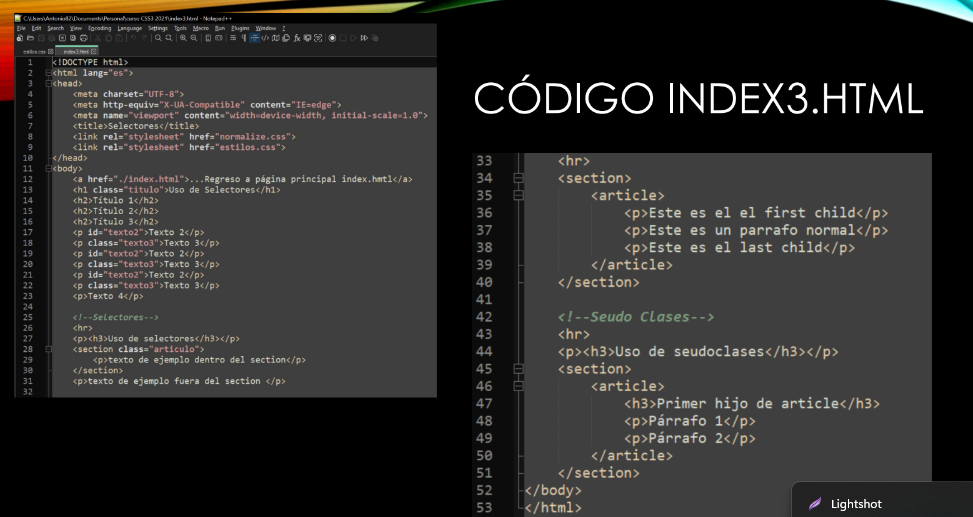 C:\Users\Antonio82\Documents\Personal\curso CSS3 2021\index3.html - Notepad++
File Edit Search View Encoding Language Settings Tools Macro Run Plugins Window ?
estilos.css index3.html
1 <!DOCTYPE html>
2 <html lang="es">
3 <head>
4 <meta charset="UTF-8">
5 <meta http-equiv="X-UA-Compatible" content="IE=edge">
6 <meta name="viewport" content="width=device-width, initial-scale=1.0">
7 <title>Selectores</title>
8 <link rel="stylesheet" href="normalize.css">
9 <link rel="stylesheet" href="estilos.css">
10 </head>
11 <body>
12 <a href="./index.html">...Regreso a página principal index.hmtl</a>
13 <h1 class="titulo">Uso de Selectores</h1>
14 <h2>Título 1</h2>
15 <h2>Título 2</h2>
16 <h2>Título 3</h2>
17 <p id="texto2">Texto 2</p>
18 <p class="texto3">Texto 3</p>
19 <p id="texto2">Texto 2</p>
20 <p class="texto3">Texto 3</p>
21 <p id="texto2">Texto 2</p>
22 <p class="texto3">Texto 3</p>
23 <p>Texto 4</p>
24
25 <!--Selectores-->
26 <hr>
27 <p><h3>Uso de selectores</h3></p>
28 <section class="articulo">
29 <p>texto de ejemplo dentro del section</p>
30 </section>
31 <p>texto de ejemplo fuera del section </p>
32
CÓDIGO INDEX3.HTML
33 <hr>
34 <section>
35 <article>
36 <p>Este es el el first child</p>
37 <p>Este es un parrafo normal</p>
38 <p>Este es el last child</p>
39 </article>
40 </section>
41
42 <!--Seudo Clases-->
43 <hr>
44 <p><h3>Uso de seudoclases</h3></p>
45 <section>
46 <article>
47 <h3>Primer hijo de article</h3>
48 <p>Párrafo 1</p>
49 <p>Párrafo 2</p>
50 </article>
51 </section>
52 </body>
53 </html>
Lightshot